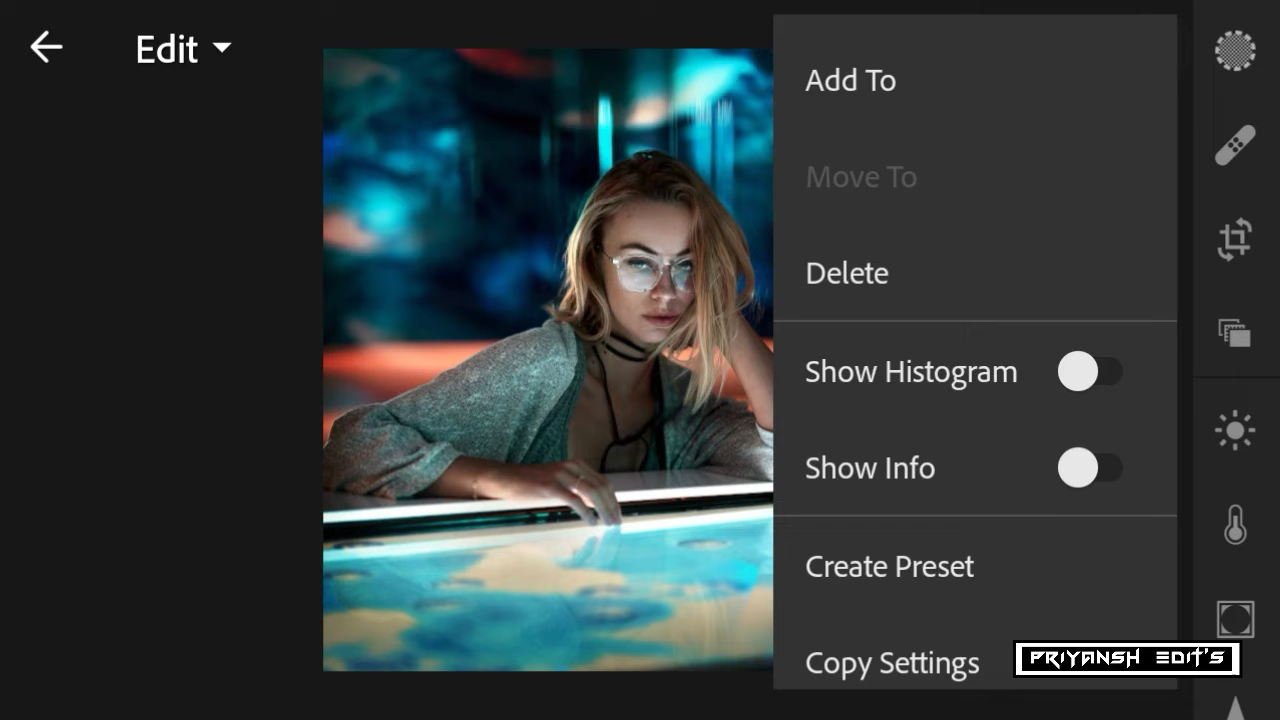 Edit
Add To
Move To
Delete
Show Histogram
Show Info
Create Preset
Copy Settings
PRIYANSH EDIT'S